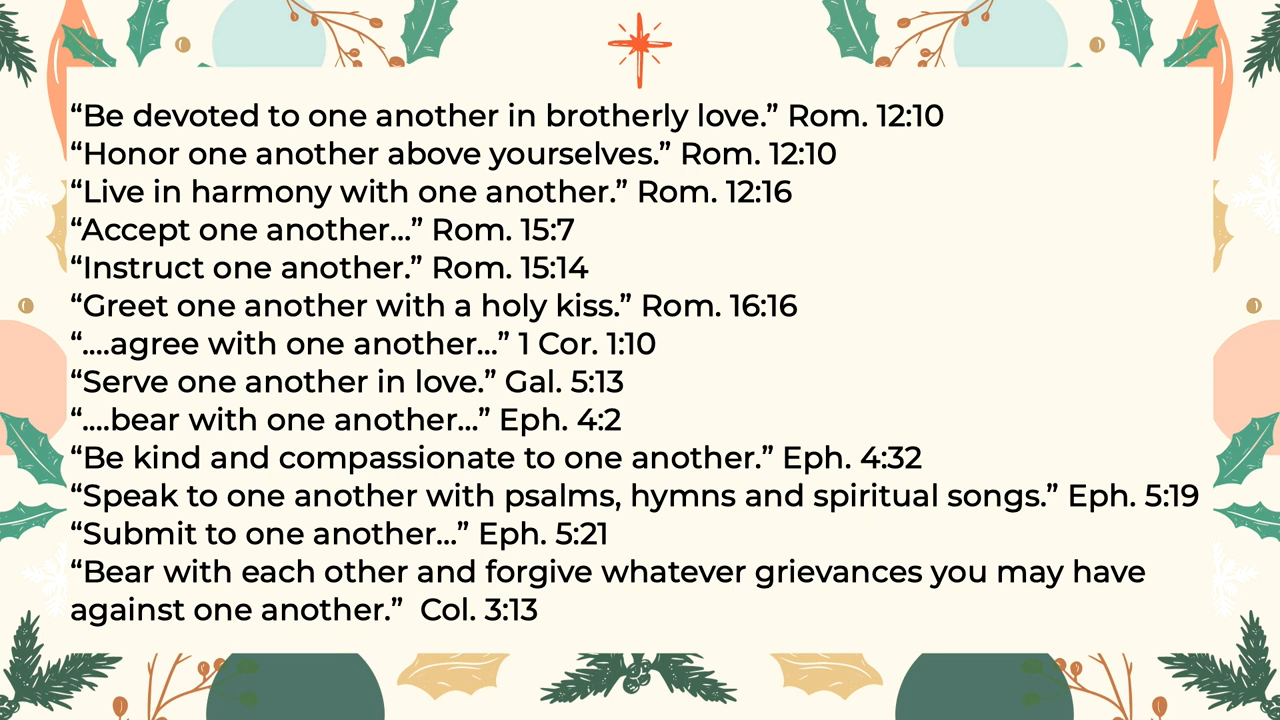 “Be devoted to one another in brotherly love.” Rom. 12:10
“Honor one another above yourselves.” Rom. 12:10
“Live in harmony with one another.” Rom. 12:16
“Accept one another...” Rom. 15:7
“Instruct one another.” Rom. 15:14
“Greet one another with a holy kiss.” Rom. 16:16
“....agree with one another...” 1 Cor. 1:10
“Serve one another in love.” Gal. 5:13
“....bear with one another...” Eph. 4:2
“Be kind and compassionate to one another.” Eph. 4:32
“Speak to one another with psalms, hymns and spiritual songs.” Eph. 5:19
“Submit to one another...” Eph. 5:21
“Bear with each other and forgive whatever grievances you may have
against one another.”  Col. 3:13